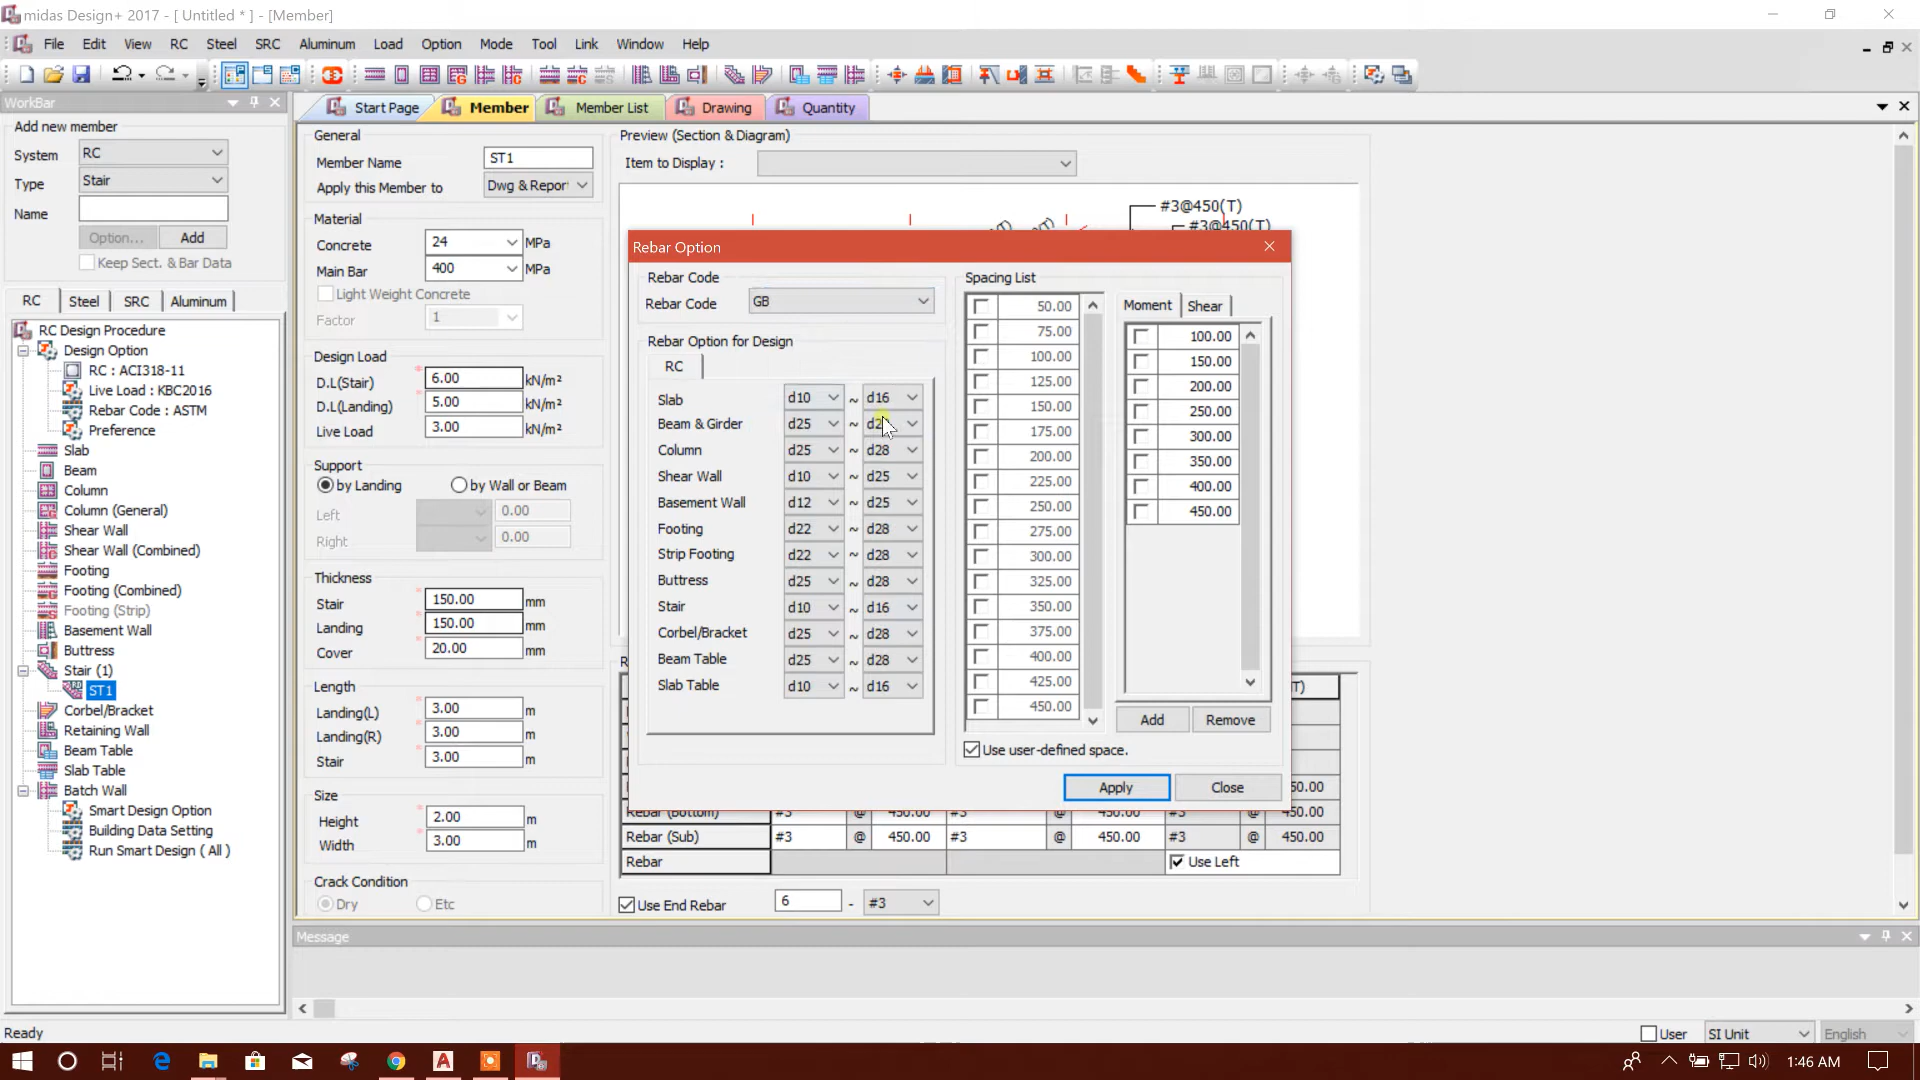 midas Design+ 2017 - [ Untitled * ] - [Member]
File Edit View RC Steel SRC Aluminum Load Option Mode Tool Link Window Help
WorkBar
Start Page Member Member List Drawing Quantity
Add new member
System RC
Type Stair
Name
Option... Add
Keep Sect. & Bar Data
RC Steel SRC Aluminum
RC Design Procedure
Design Option
RC : ACI318-11
Live Load : KBC2016
Rebar Code : ASTM
Preference
Slab
Beam
Column
Column (General)
Shear Wall
Shear Wall (Combined)
Footing
Footing (Combined)
Footing (Strip)
Basement Wall
Buttress
Stair (1)
ST1
Corbel/Bracket
Retaining Wall
Beam Table
Slab Table
Batch Wall
Smart Design Option
Building Data Setting
Run Smart Design ( All )
General
Member Name ST1
Apply this Member to Dwg & Repor
Material
Concrete 24 MPa
Main Bar 400 MPa
Light Weight Concrete
Factor 1
Design Load
D.L(Stair) 6.00 kN/m²
D.L(Landing) 5.00 kN/m²
Live Load 3.00 kN/m²
Support
by Landing by Wall or Beam
Left 0.00
Right 0.00
Thickness
Stair 150.00 mm
Landing 150.00 mm
Cover 20.00 mm
Length
Landing(L) 3.00 m
Landing(R) 3.00 m
Stair 3.00 m
Size
Height 2.00 m
Width 3.00 m
Crack Condition
Dry Etc
Preview (Section & Diagram)
Item to Display :
#3@450(T)
#3@450(T)
Rebar Option
Rebar Code
Rebar Code GB
Rebar Option for Design
RC
Slab d10 ~ d16
Beam & Girder d25 ~
Column d25 ~ d28
Shear Wall d10 ~ d25
Basement Wall d12 ~ d25
Footing d22 ~ d28
Strip Footing d22 ~ d28
Buttress d25 ~ d28
Stair d10 ~ d16
Corbel/Bracket d25 ~ d28
Beam Table d25 ~ d28
Slab Table d10 ~ d16
Spacing List
50.00
75.00
100.00
125.00
150.00
175.00
200.00
225.00
250.00
275.00
300.00
325.00
350.00
375.00
400.00
425.00
450.00
Moment Shear
100.00
150.00
200.00
250.00
300.00
350.00
400.00
450.00
Add Remove
Use user-defined space.
Apply Close
Rebar (Bottom) #3 @ 450.00 #3 @ 450.00 #3 @ 450.00
Rebar (Sub) #3 @ 450.00 #3 @ 450.00 #3 @ 450.00
Rebar Use Left
Use End Rebar 6 - #3
Message
Ready
User SI Unit English
1:46 AM